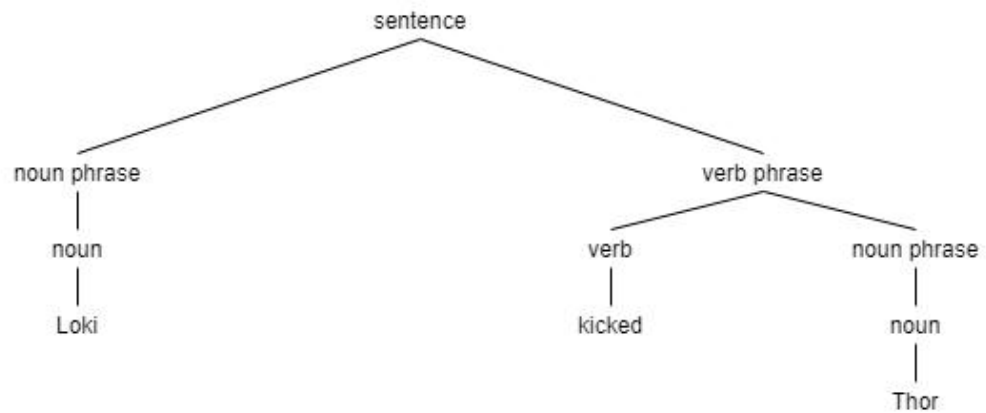 sentence
noun phrase
verb phrase
noun
verb
noun phrase
Loki
kicked
noun
Thor